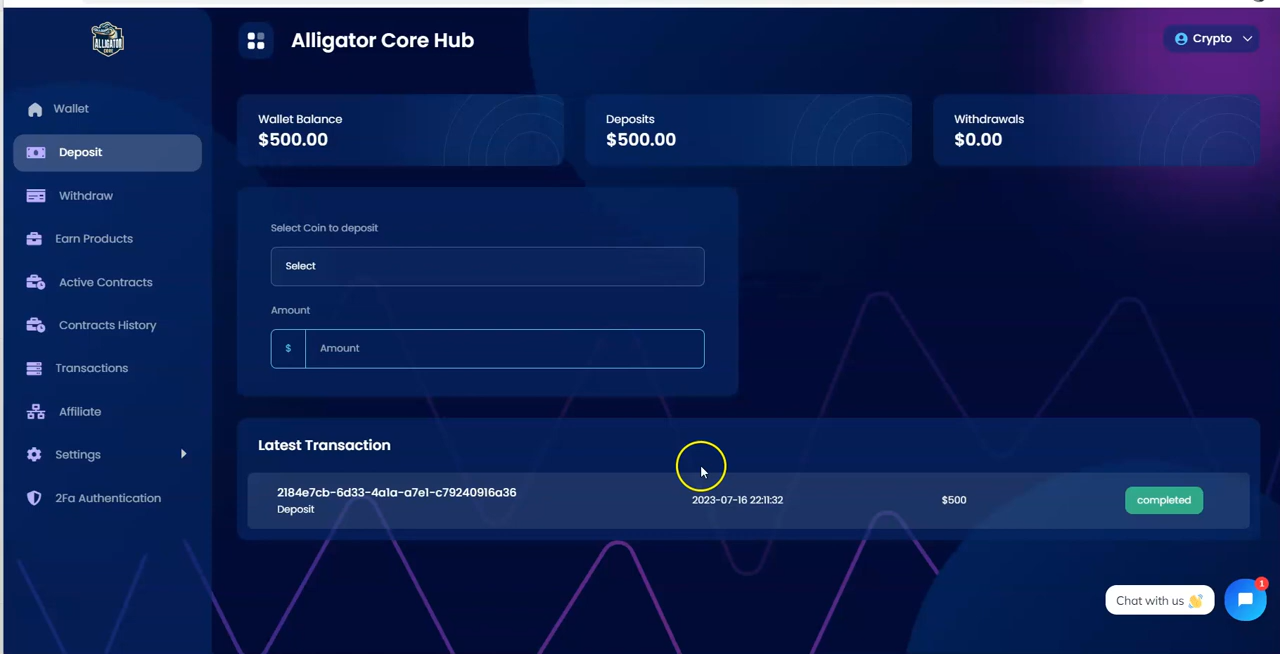 ALLIGATOR
CORE
Alligator Core Hub
Crypto
Wallet
Deposit
Withdraw
Earn Products
Active Contracts
Contracts History
Transactions
Affiliate
Settings
2Fa Authentication
Wallet Balance
$500.00
Deposits
$500.00
Withdrawals
$0.00
Select Coin to deposit
Select
Amount
$ Amount
Latest Transaction
2184e7cb-6d33-4a1a-a7e1-c79240916a36
Deposit
2023-07-16 22:11:32
$500
completed
Chat with us 👋
1